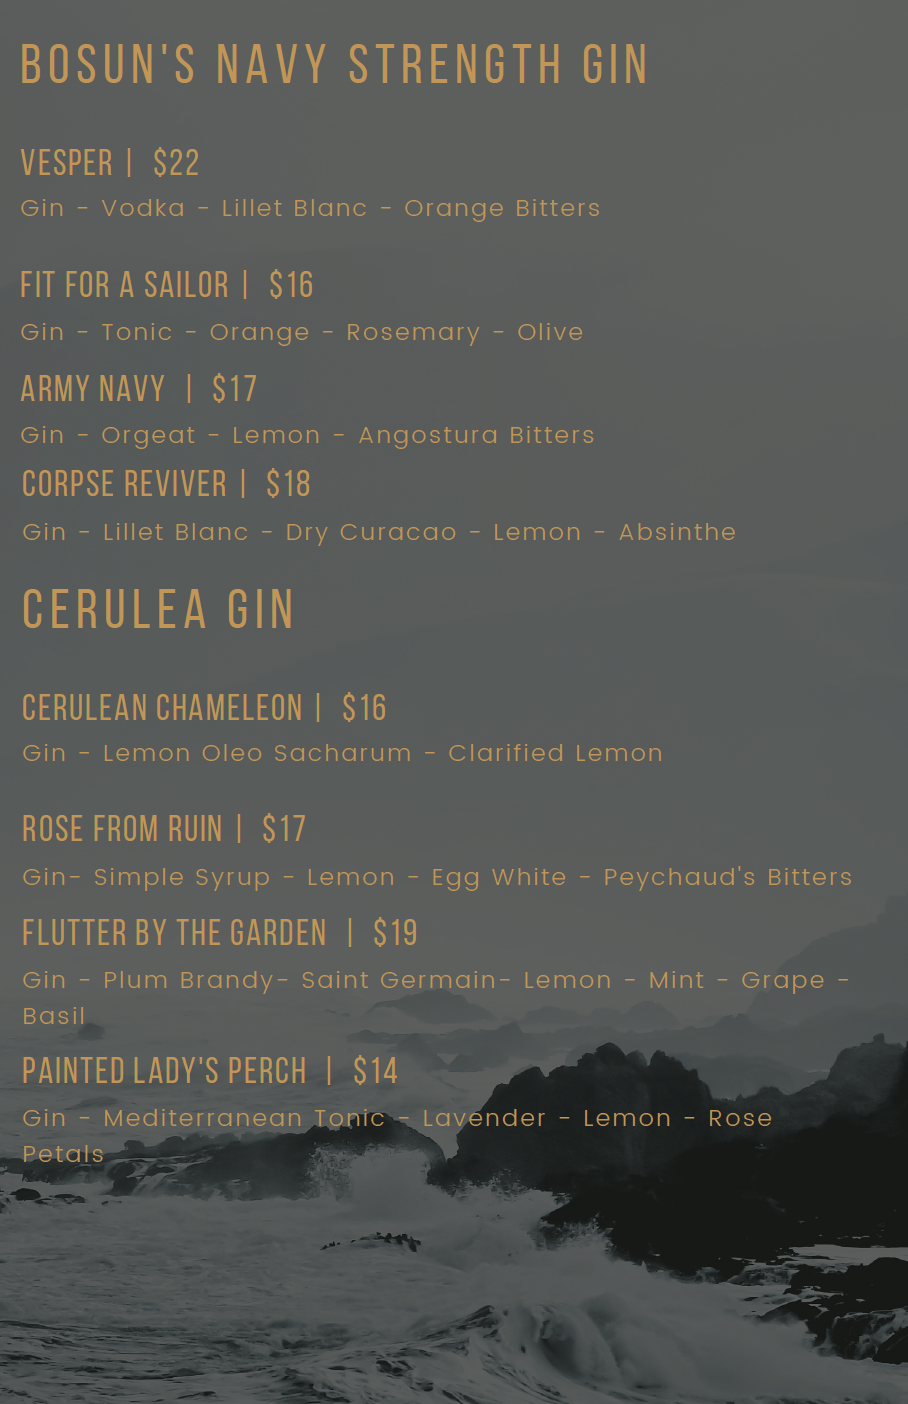 BOSUN'S NAVY STRENGTH GIN
VESPER | $22
Gin - Vodka - Lillet Blanc - Orange Bitters
FIT FOR A SAILOR | $16
Gin - Tonic - Orange - Rosemary - Olive
ARMY NAVY | $17
Gin - Orgeat - Lemon - Angostura Bitters
CORPSE REVIVER | $18
Gin - Lillet Blanc - Dry Curacao - Lemon - Absinthe
CERULEA GIN
CERULEAN CHAMELEON | $16
Gin - Lemon Oleo Sacharum - Clarified Lemon
ROSE FROM RUIN | $17
Gin- Simple Syrup - Lemon - Egg White - Peychaud's Bitters
FLUTTER BY THE GARDEN | $19
Gin - Plum Brandy- Saint Germain- Lemon - Mint - Grape -
Basil
PAINTED LADY'S PERCH | $14
Gin - Mediterranean Tonic - Lavender - Lemon - Rose
Petals